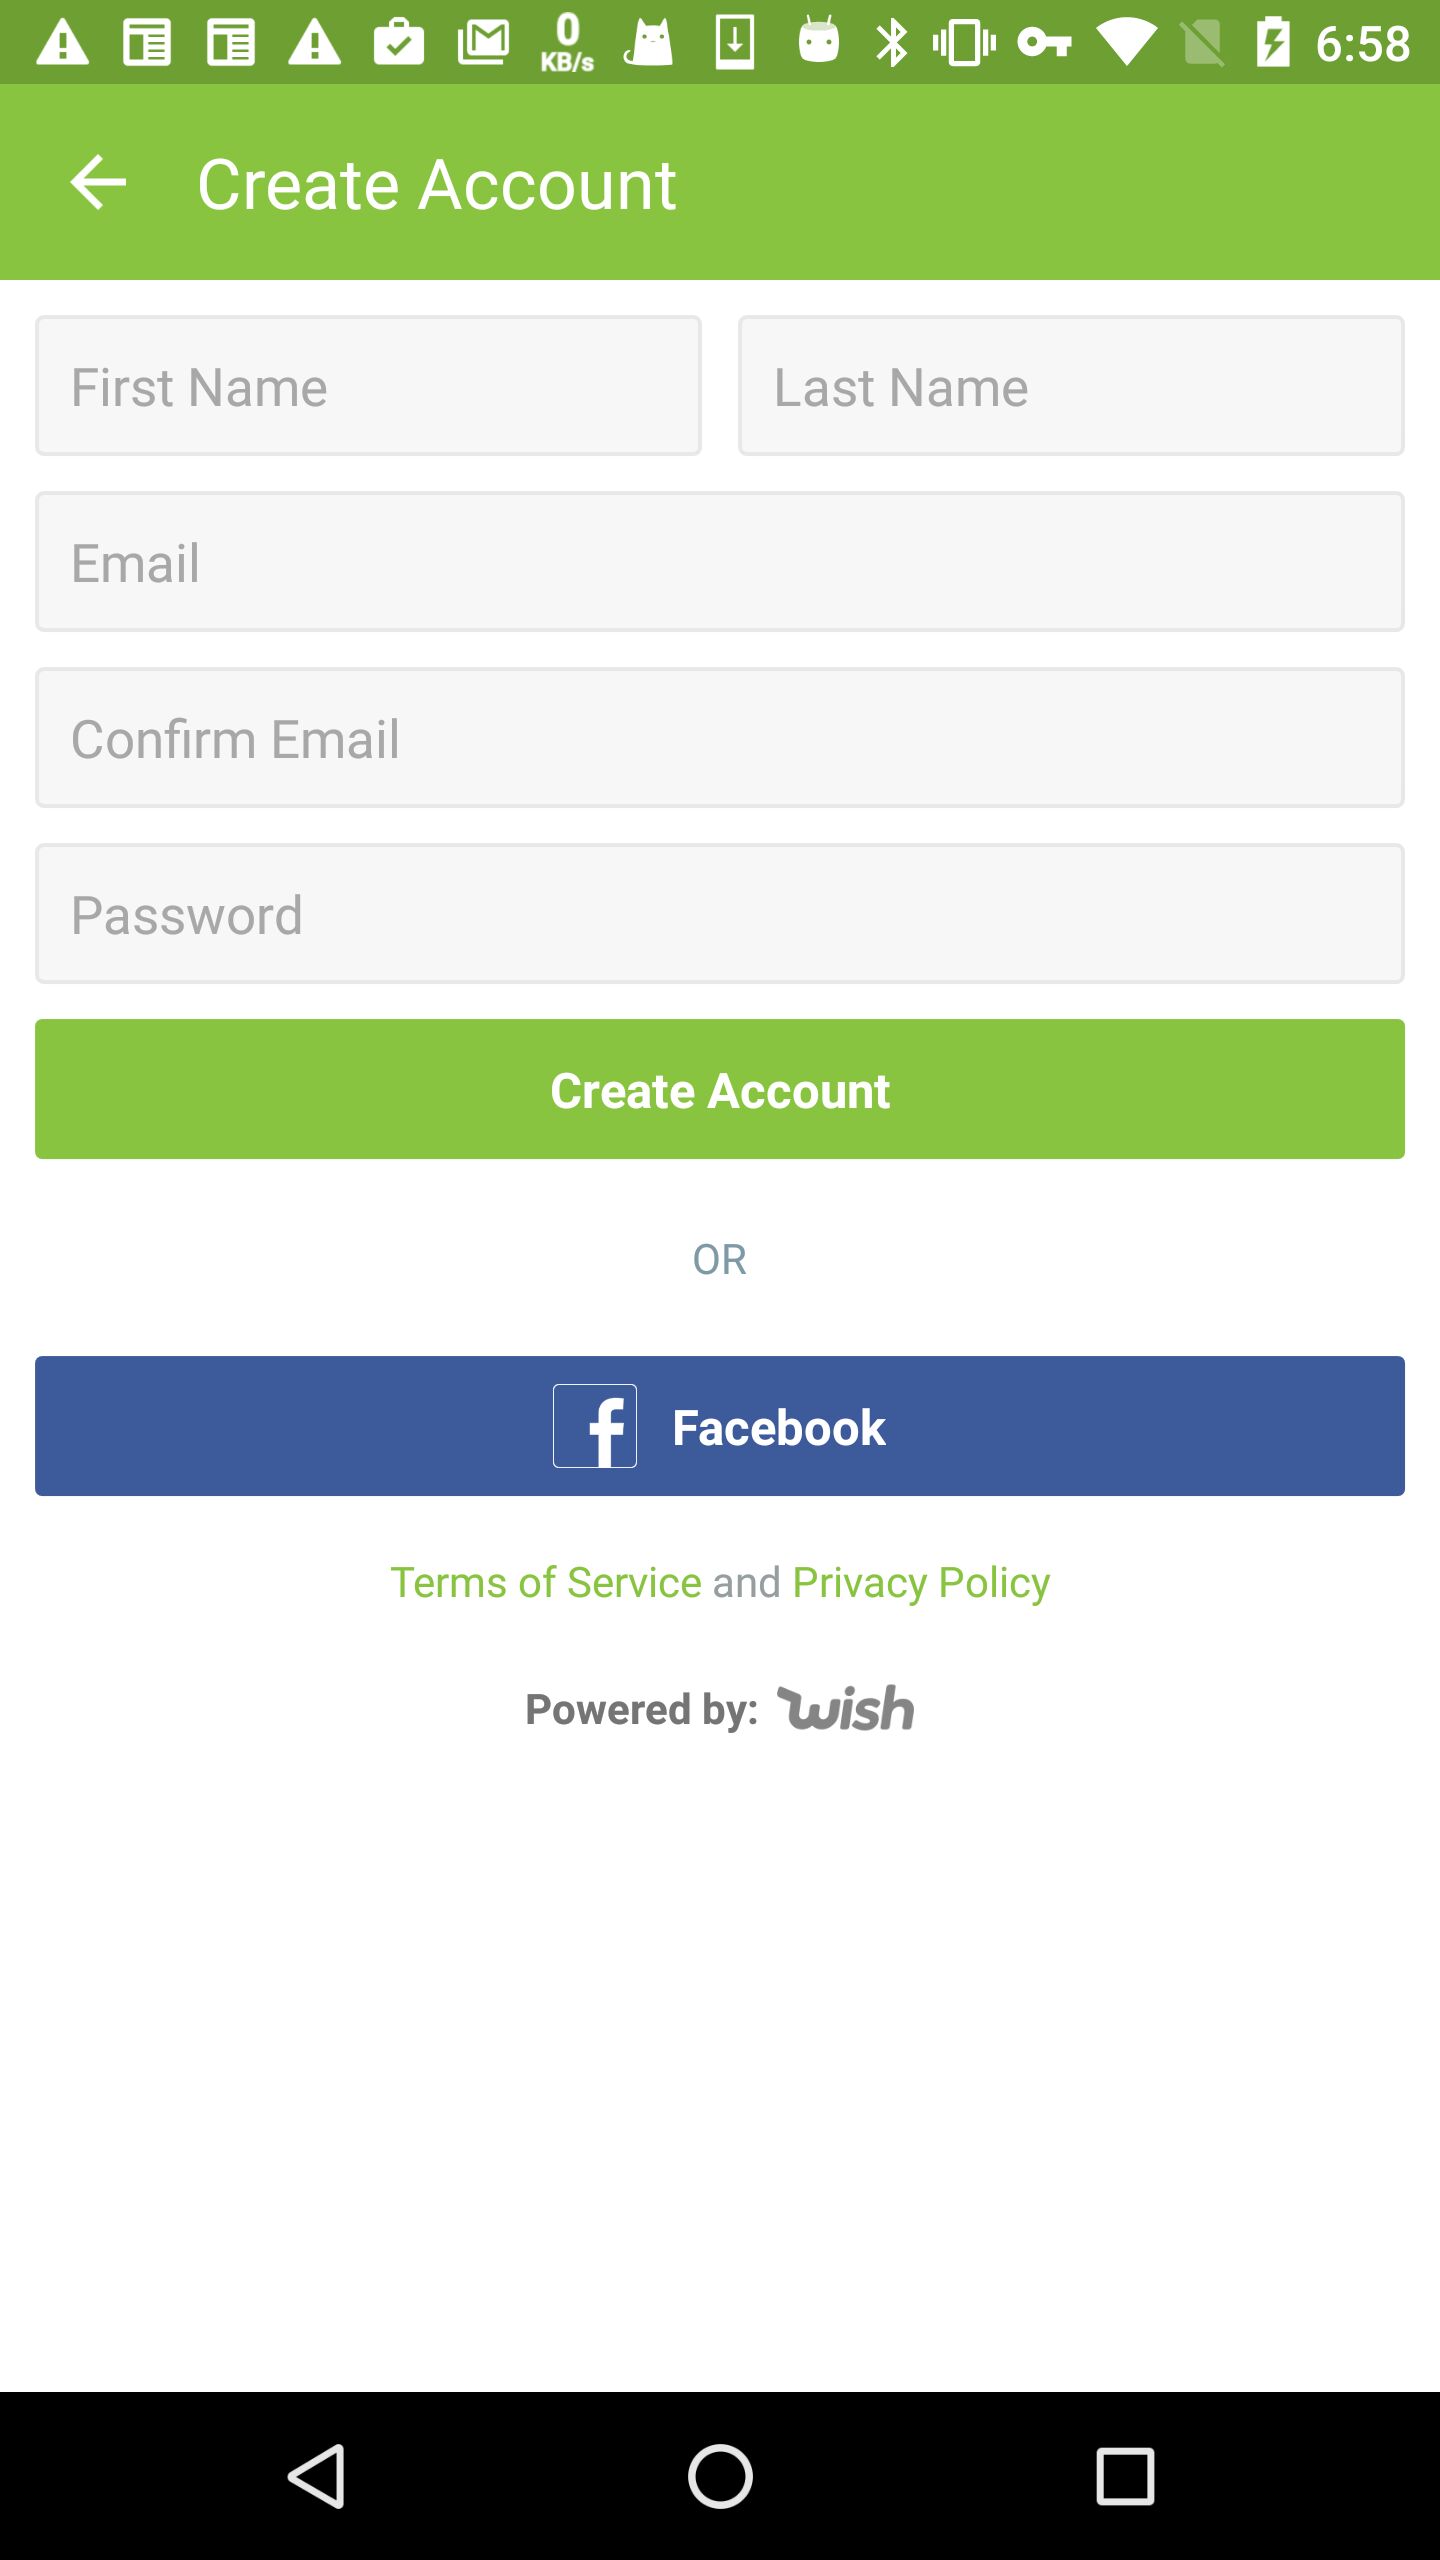 0
KB/s
6:58
Create Account
First Name
Last Name
Email
Confirm Email
Password
Create Account
OR
f Facebook
Terms of Service and Privacy Policy
Powered by: wish